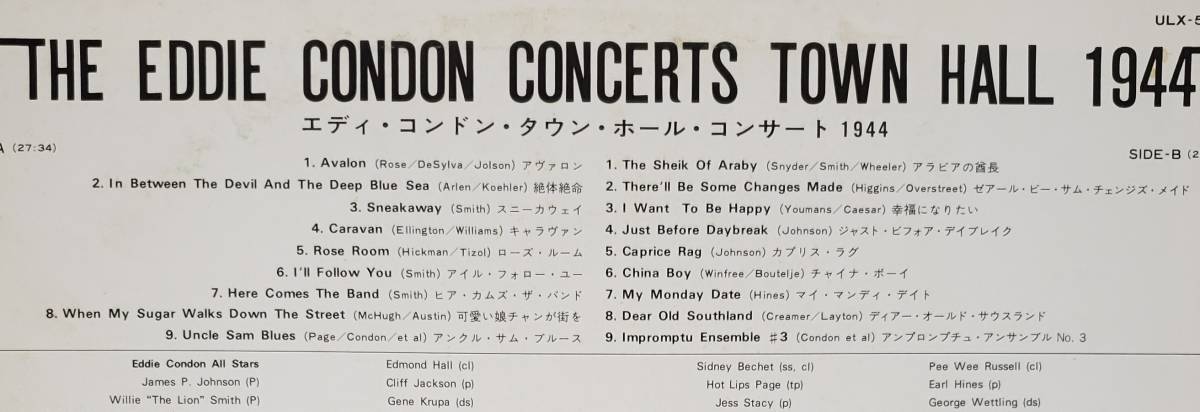 ULX-5
THE EDDIE CONDON CONCERTS TOWN HALL 1944
エディ・コンドン・タウン・ホール・コンサート 1944
A (27:34)
1. Avalon (Rose/DeSylva/Jolson) アヴァロン
2. In Between The Devil And The Deep Blue Sea (Arlen/Koehler) 絶体絶命
3. Sneakaway (Smith) スニーカウェイ
4. Caravan (Ellington/Williams) キャラヴァン
5. Rose Room (Hickman/Tizol) ローズ・ルーム
6. I'll Follow You (Smith) アイル・フォロー・ユー
7. Here Comes The Band (Smith) ヒア・カムズ・ザ・バンド
8. When My Sugar Walks Down The Street (McHugh/Austin) 可愛い娘チャンが街を
9. Uncle Sam Blues (Page/Condon/et al) アンクル・サム・ブルース
SIDE-B (2
1. The Sheik Of Araby (Snyder/Smith/Wheeler) アラビアの酋長
2. There'll Be Some Changes Made (Higgins/Overstreet) ゼアール・ビー・サム・チェンジズ・メイド
3. I Want To Be Happy (Youmans/Caesar) 幸福になりたい
4. Just Before Daybreak (Johnson) ジャスト・ビフォア・デイブレイク
5. Caprice Rag (Johnson) カプリス・ラグ
6. China Boy (Winfree/Boutelje) チャイナ・ボーイ
7. My Monday Date (Hines) マイ・マンディ・デイト
8. Dear Old Southland (Creamer/Layton) ディアー・オールド・サウスランド
9. Impromptu Ensemble ♯3 (Condon et al) アンプロンプチュ・アンサンブル No. 3
Eddie Condon All Stars
James P. Johnson (P)
Willie "The Lion" Smith (P)
Edmond Hall (cl)
Cliff Jackson (p)
Gene Krupa (ds)
Sidney Bechet (ss, cl)
Hot Lips Page (tp)
Jess Stacy (p)
Pee Wee Russell (cl)
Earl Hines (p)
George Wettling (ds)